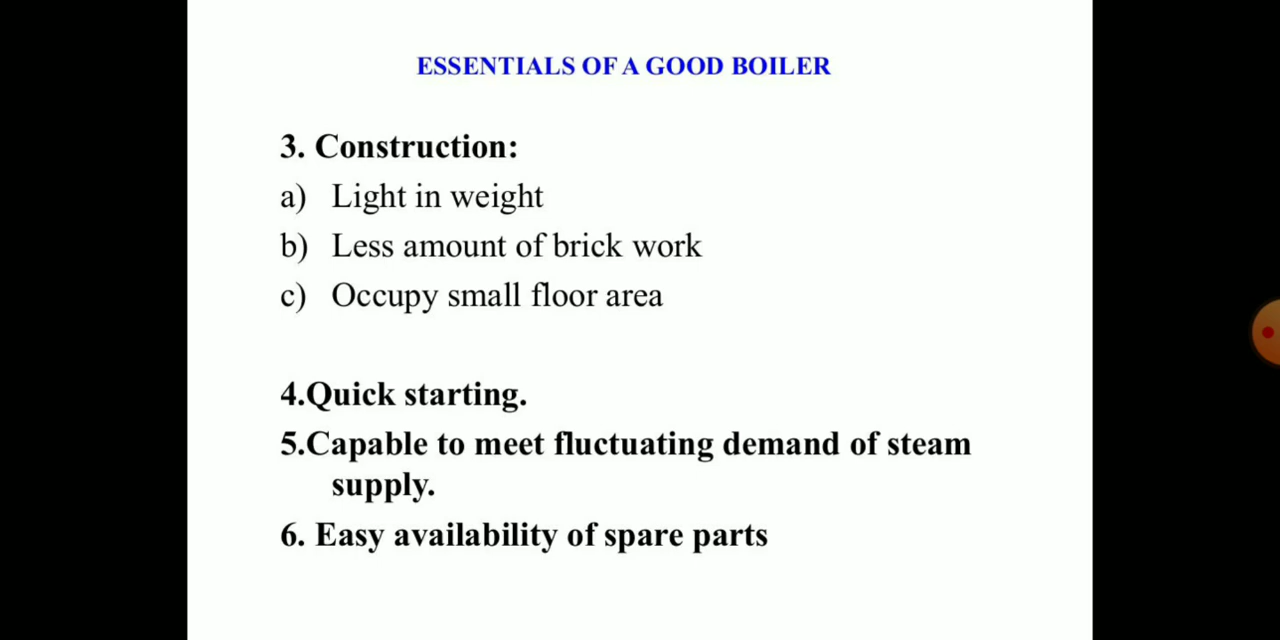 ESSENTIALS OF A GOOD BOILER
3. Construction:
a) Light in weight
b) Less amount of brick work
c) Occupy small floor area
4.Quick starting.
5.Capable to meet fluctuating demand of steam
supply.
6. Easy availability of spare parts